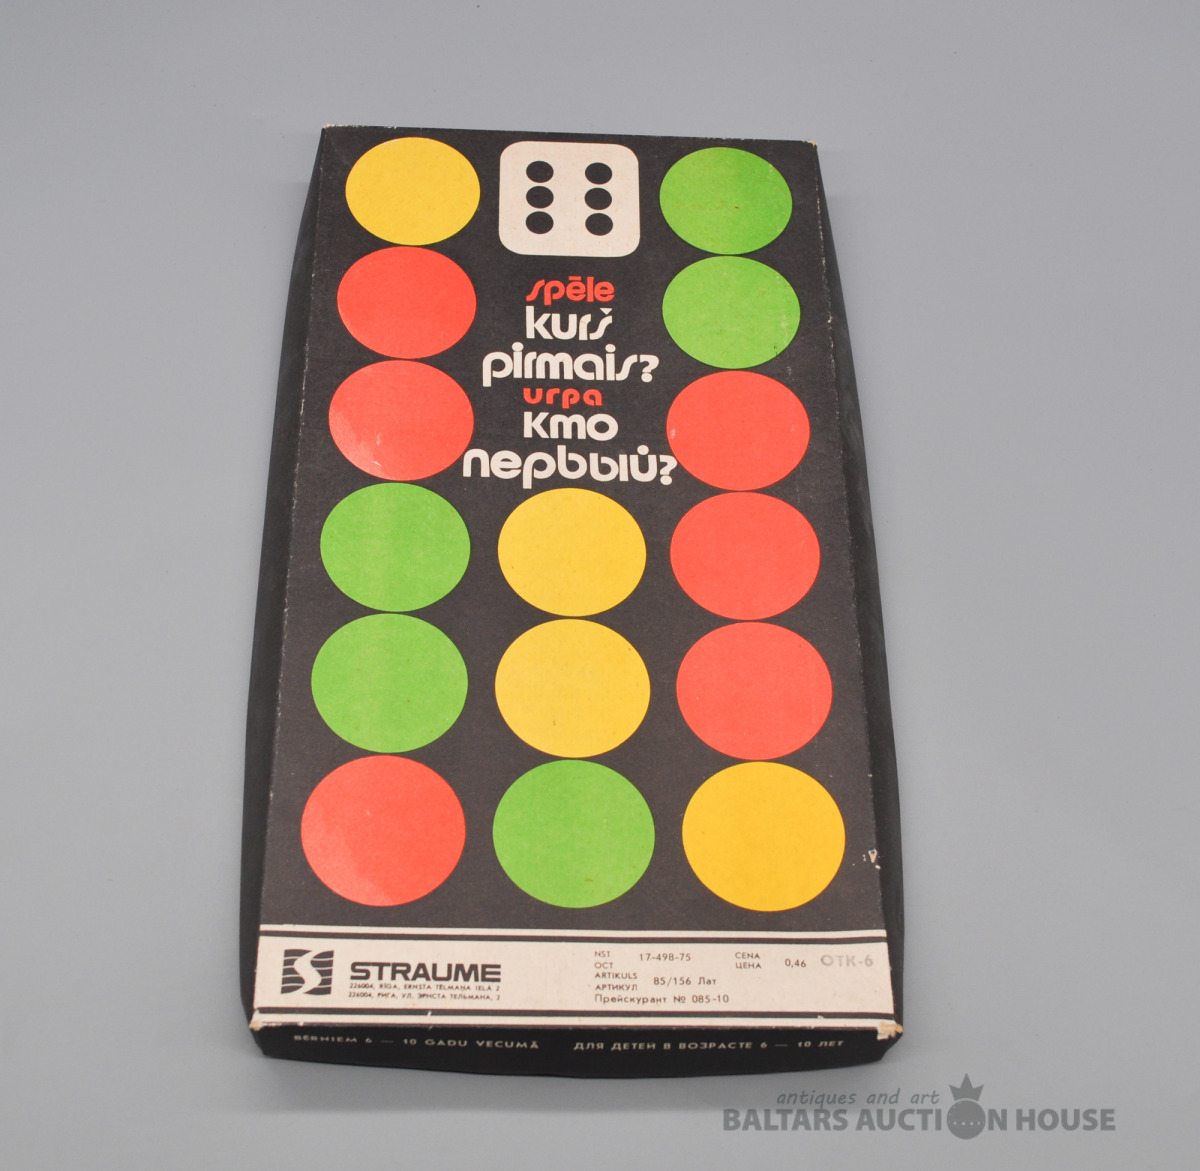 spēle
kurš
pirmais?
игра
кто
первый?
STRAUME
226004, RĪGA, ERNSTA TĒLMAŅA IELĀ 2
226004, РИГА, УЛ. ЭРНСТА ТЕЛЬМАНА, 2
NST 17-498-75 CENA
ОСТ ЦЕНА 0,46 ОТК-6
ARTIKULS
АРТИКУЛ 85/156 Лат
Прейскурант № 085-10
BĒRNIEM 6 — 10 GADU VECUMĀ ДЛЯ ДЕТЕЙ В ВОЗРАСТЕ 6 — 10 ЛЕТ
antiques and art
BALTARS AUCTION HOUSE